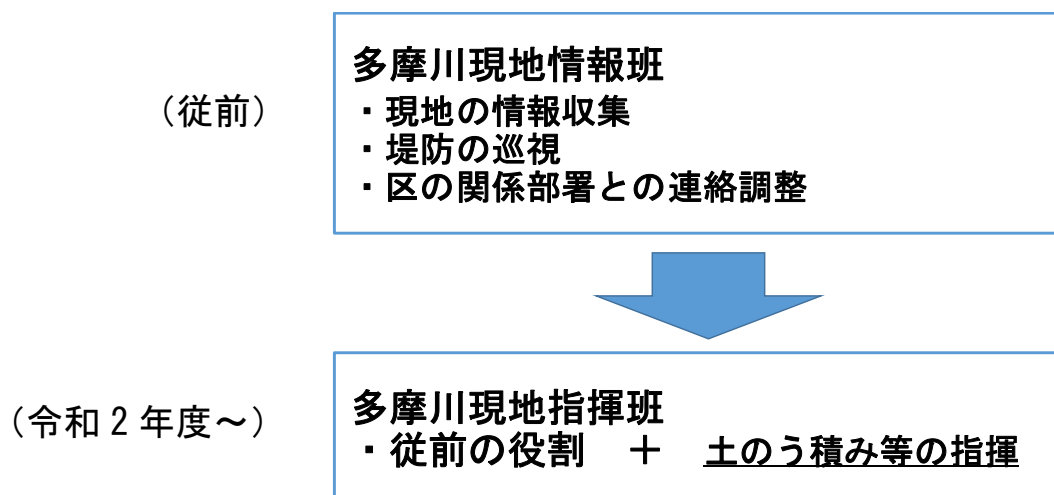 多摩川現地情報班
（従前）
・現地の情報収集
・堤防の巡視
・区の関係部署との連絡調整
多摩川現地指揮班
（令和２年度～）
・従前の役割　＋　土のう積み等の指揮